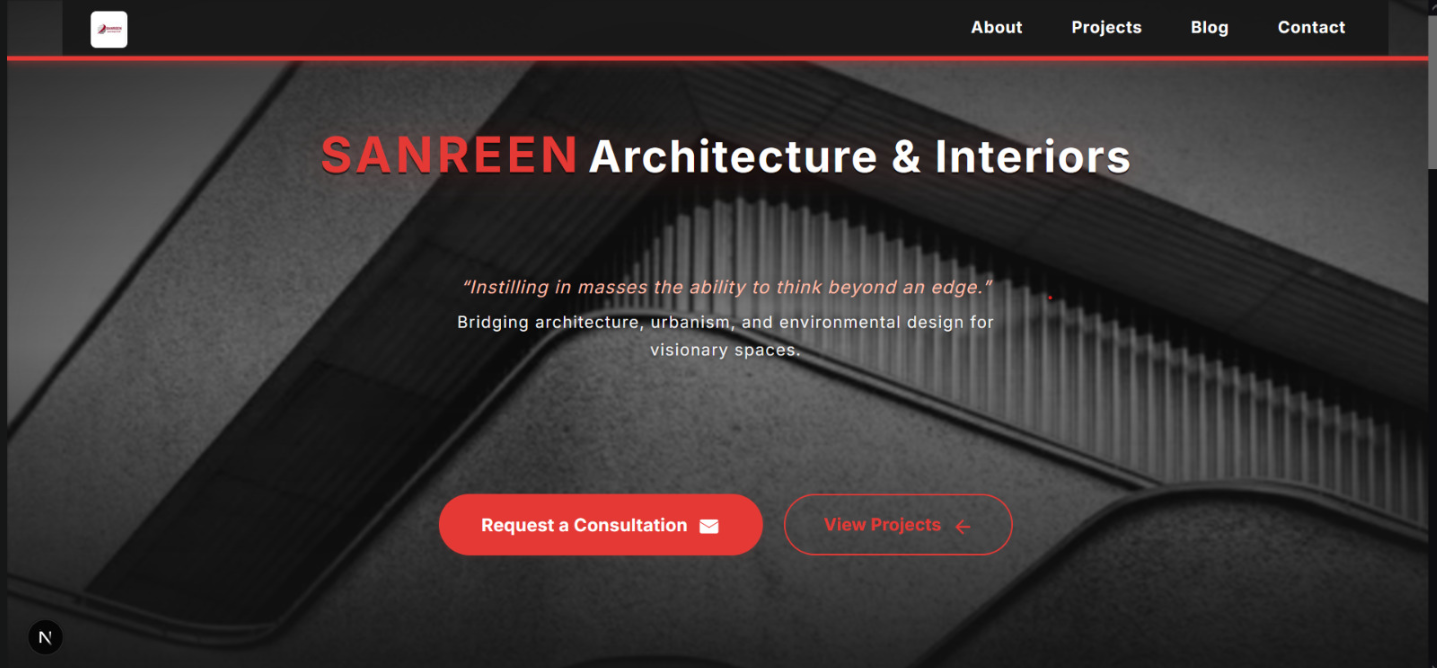 About Projects Blog Contact
SANREEN Architecture & Interiors
“Instilling in masses the ability to think beyond an edge.”
Bridging architecture, urbanism, and environmental design for
visionary spaces.
Request a Consultation
View Projects
N